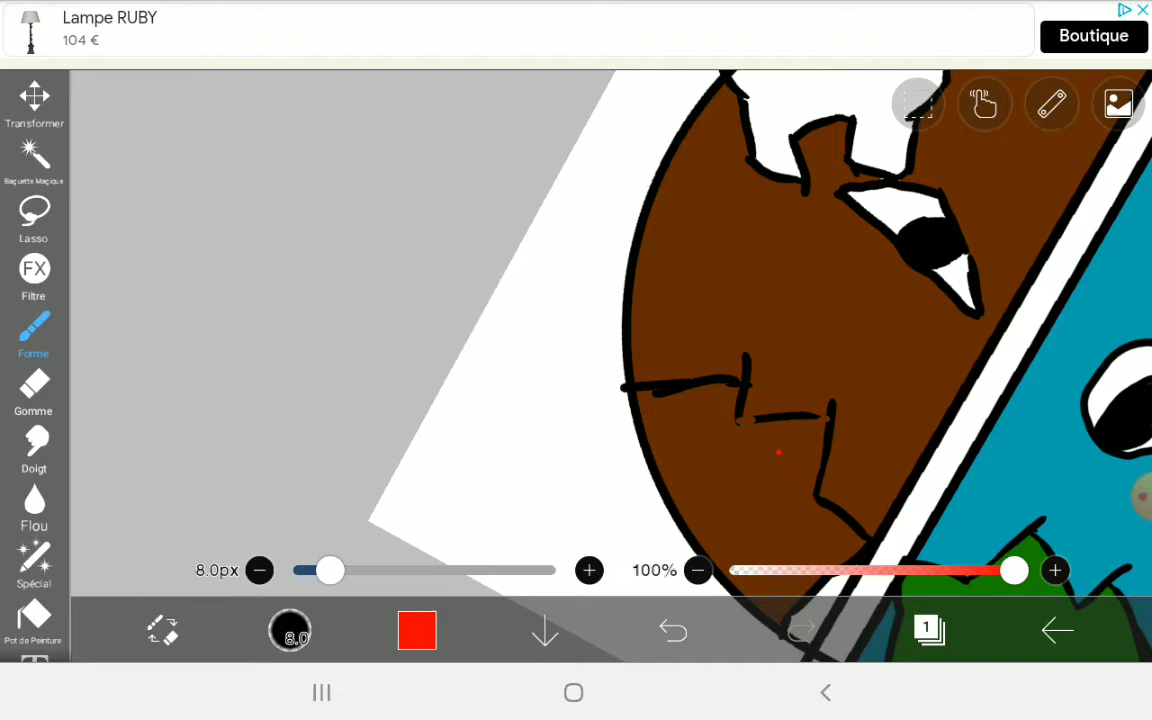 Lampe RUBY
104 €
Boutique
Transformer
Baguette Magique
Lasso
FX
Filtre
Forme
Gomme
Doigt
Flou
Spécial
Pot de Peinture
8.0px
100%
8.0
1